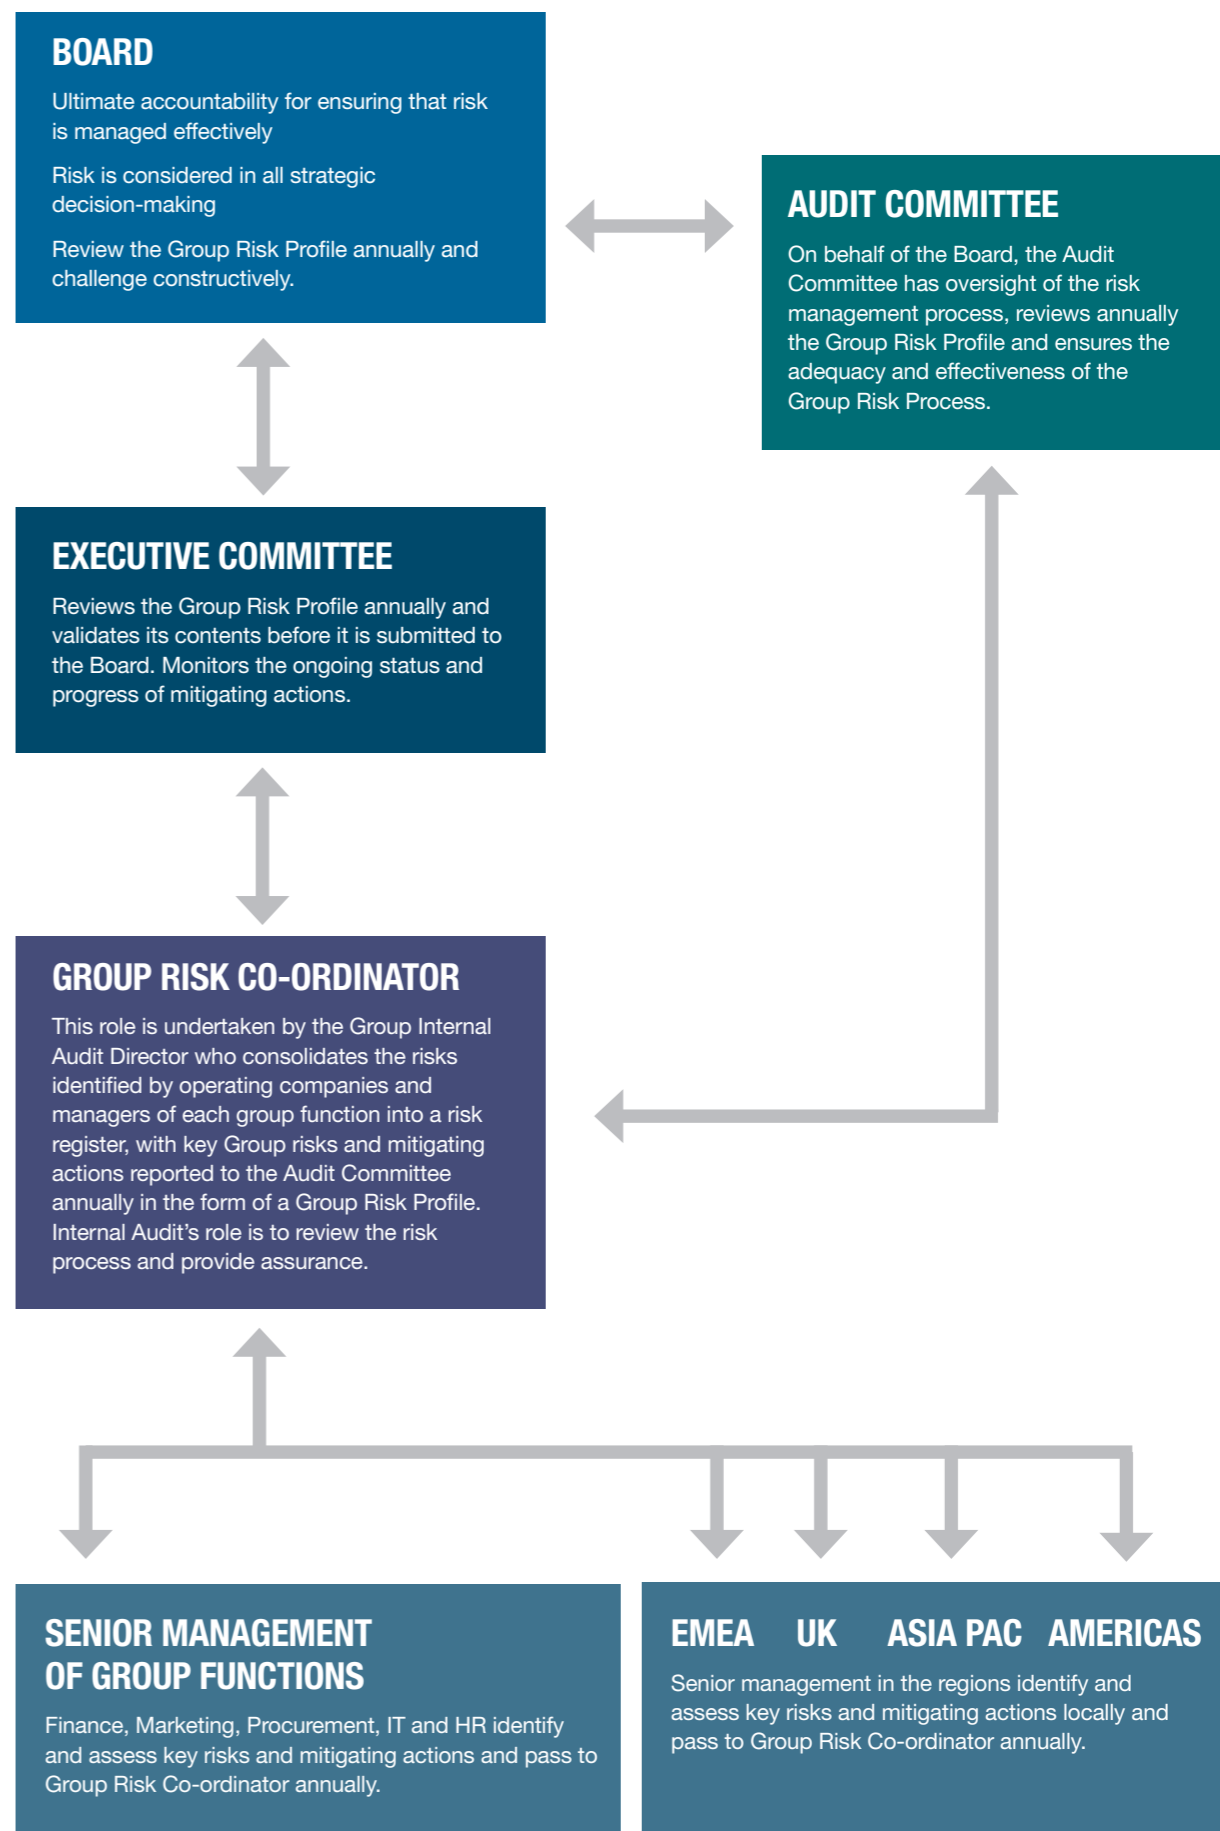 BOARD
Ultimate accountability for ensuring that risk
is managed effectively
Risk is considered in all strategic
decision-making
Review the Group Risk Profile annually and
challenge constructively.
AUDIT COMMITTEE
On behalf of the Board, the Audit
Committee has oversight of the risk
management process, reviews annually
the Group Risk Profile and ensures the
adequacy and effectiveness of the
Group Risk Process.
EXECUTIVE COMMITTEE
Reviews the Group Risk Profile annually and
validates its contents before it is submitted to
the Board. Monitors the ongoing status and
progress of mitigating actions.
GROUP RISK CO-ORDINATOR
This role is undertaken by the Group Internal
Audit Director who consolidates the risks
identified by operating companies and
managers of each group function into a risk
register, with key Group risks and mitigating
actions reported to the Audit Committee
annually in the form of a Group Risk Profile.
Internal Audit’s role is to review the risk
process and provide assurance.
SENIOR MANAGEMENT
OF GROUP FUNCTIONS
Finance, Marketing, Procurement, IT and HR identify
and assess key risks and mitigating actions and pass to
Group Risk Co-ordinator annually.
EMEA UK ASIA PAC AMERICAS
Senior management in the regions identify and
assess key risks and mitigating actions locally and
pass to Group Risk Co-ordinator annually.